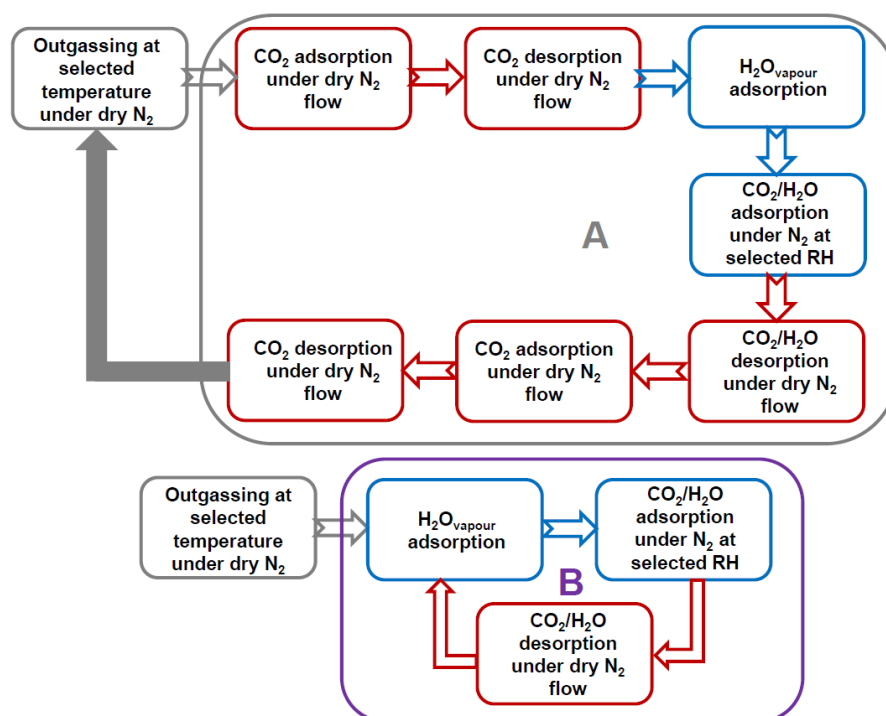 Outgassing at
selected
temperature
under dry N₂
CO₂ adsorption
under dry N₂
flow
CO₂ desorption
under dry N₂
flow
H₂Oᵥₐₚₒᵤᵣ
adsorption
CO₂/H₂O
adsorption
under N₂ at
selected RH
A
CO₂/H₂O
desorption
under dry N₂
flow
CO₂ adsorption
under dry N₂
flow
CO₂ desorption
under dry N₂
flow
Outgassing at
selected
temperature
under dry N₂
H₂Oᵥₐₚₒᵤᵣ
adsorption
CO₂/H₂O
adsorption
under N₂ at
selected RH
B
CO₂/H₂O
desorption
under dry N₂
flow